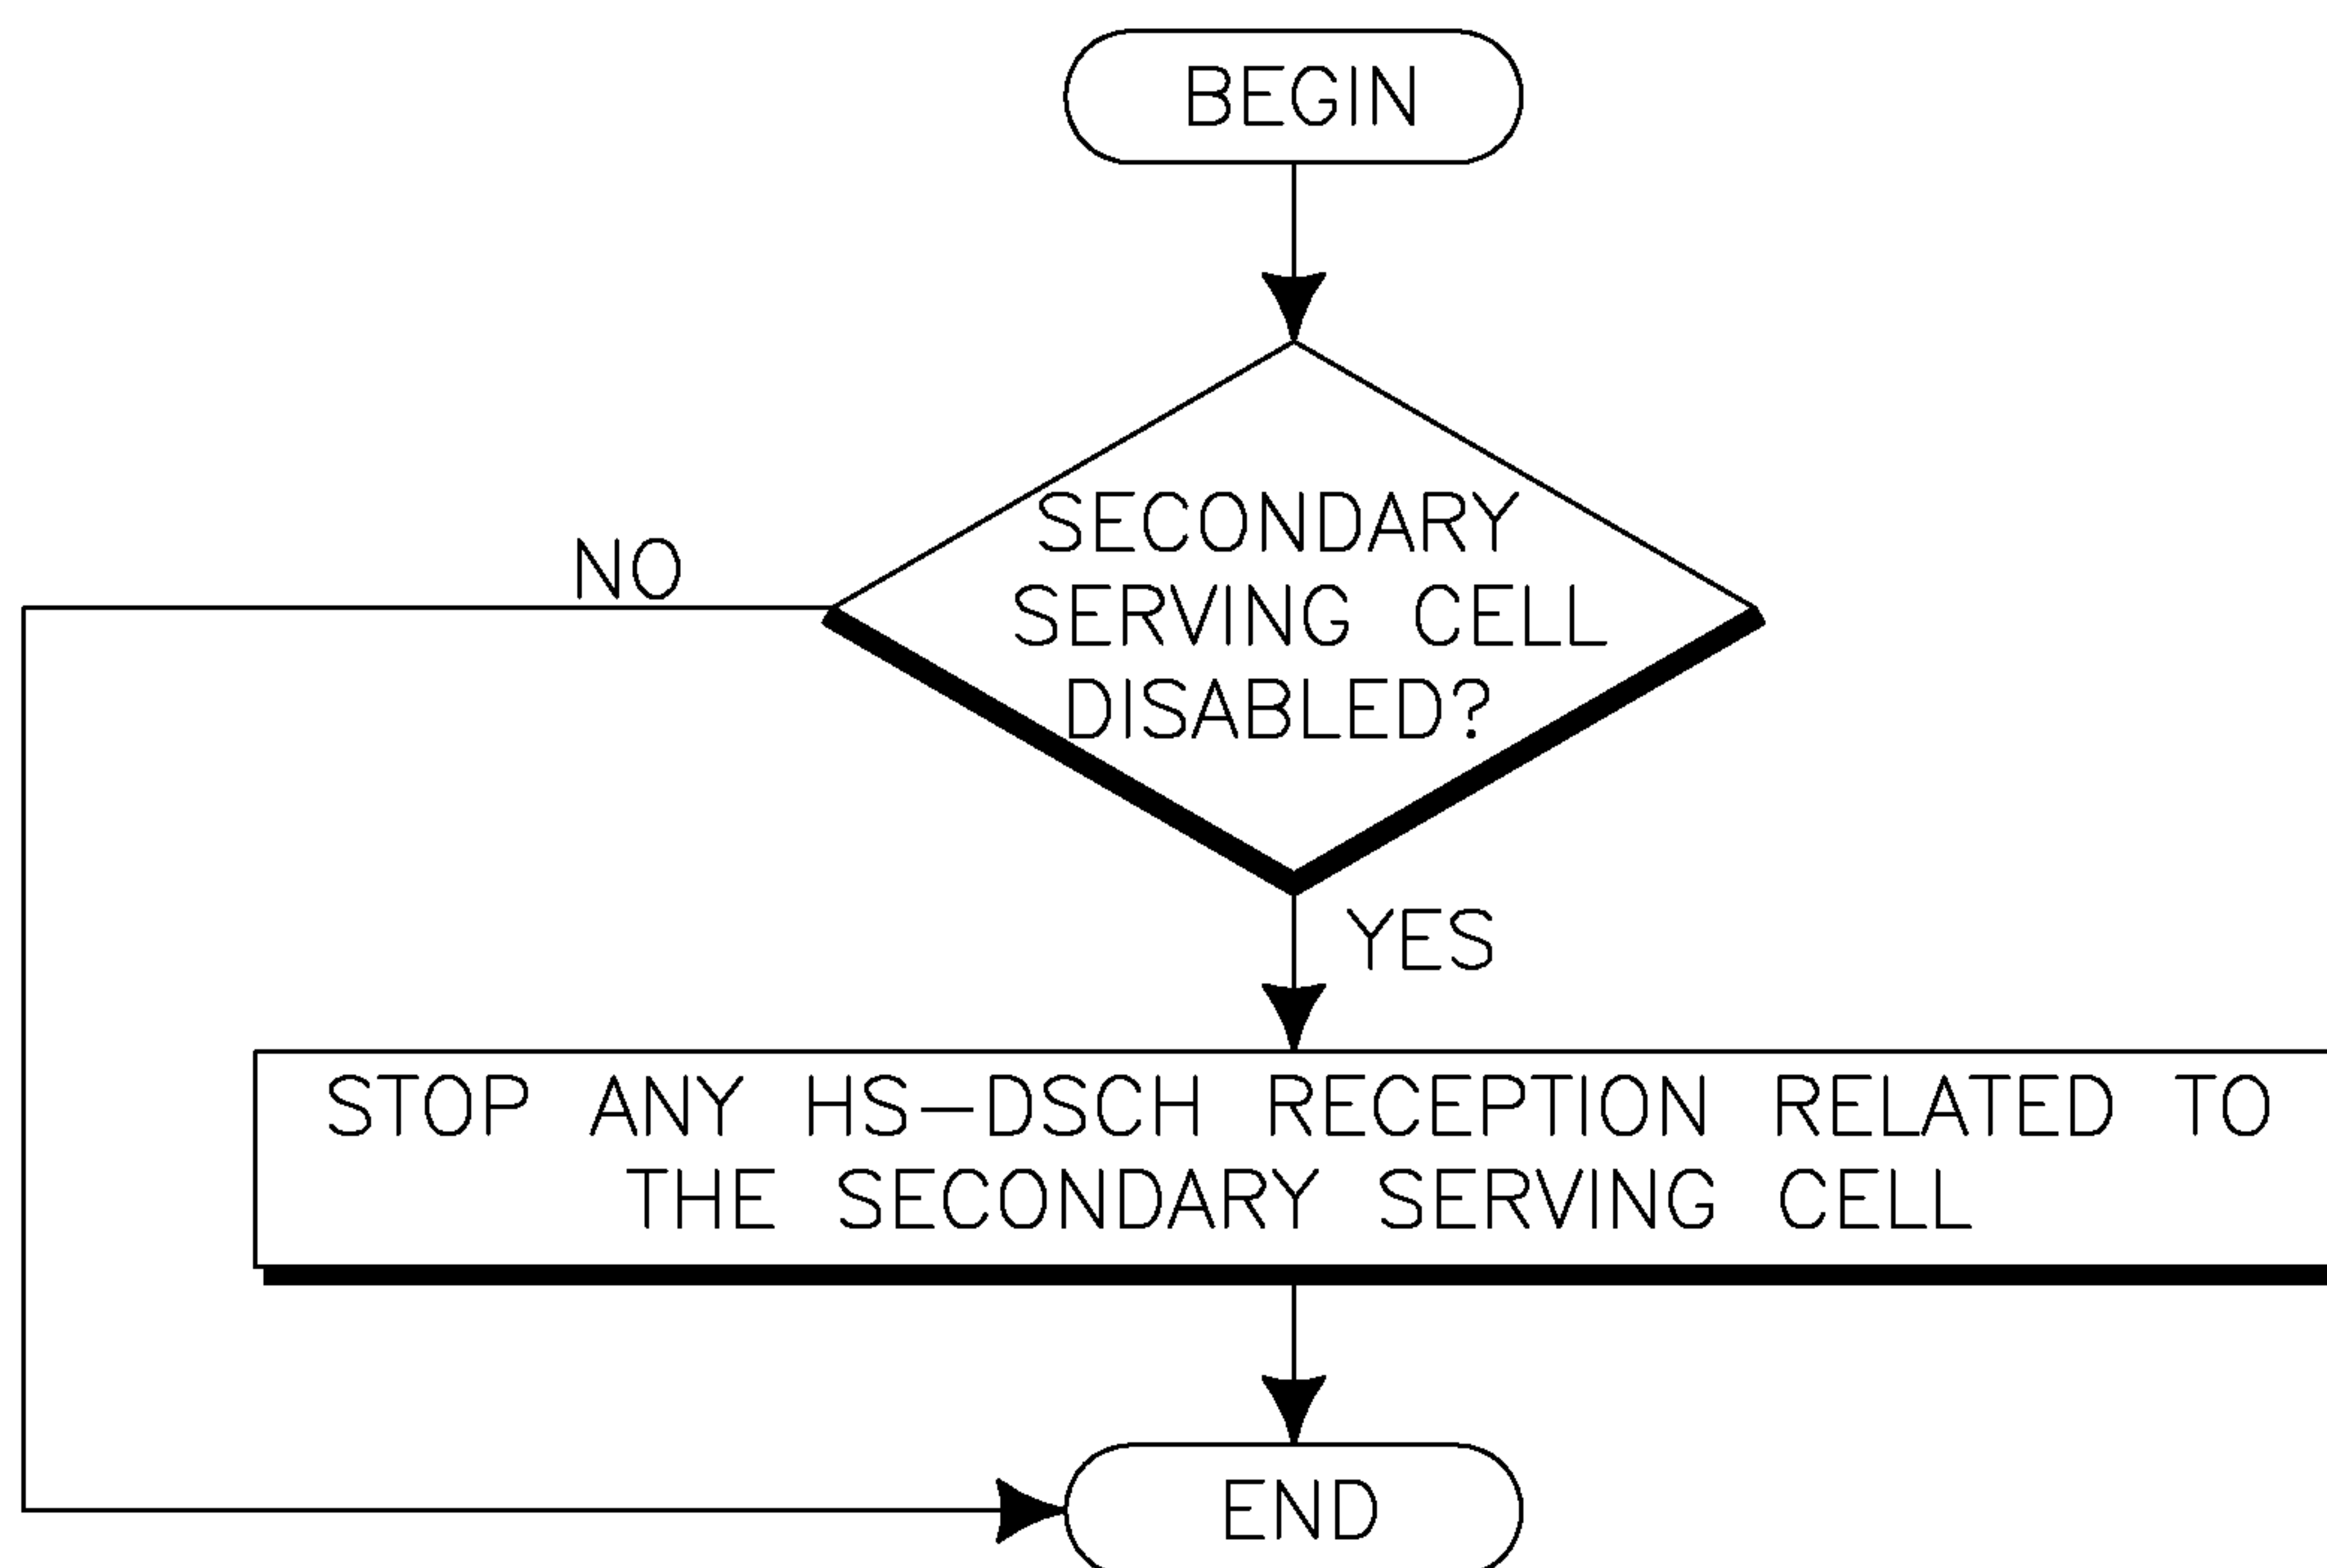 BEGIN
SECONDARY
SERVING CELL
DISABLED?
NO
YES
STOP ANY HS-DSCH RECEPTION RELATED TO
THE SECONDARY SERVING CELL
END